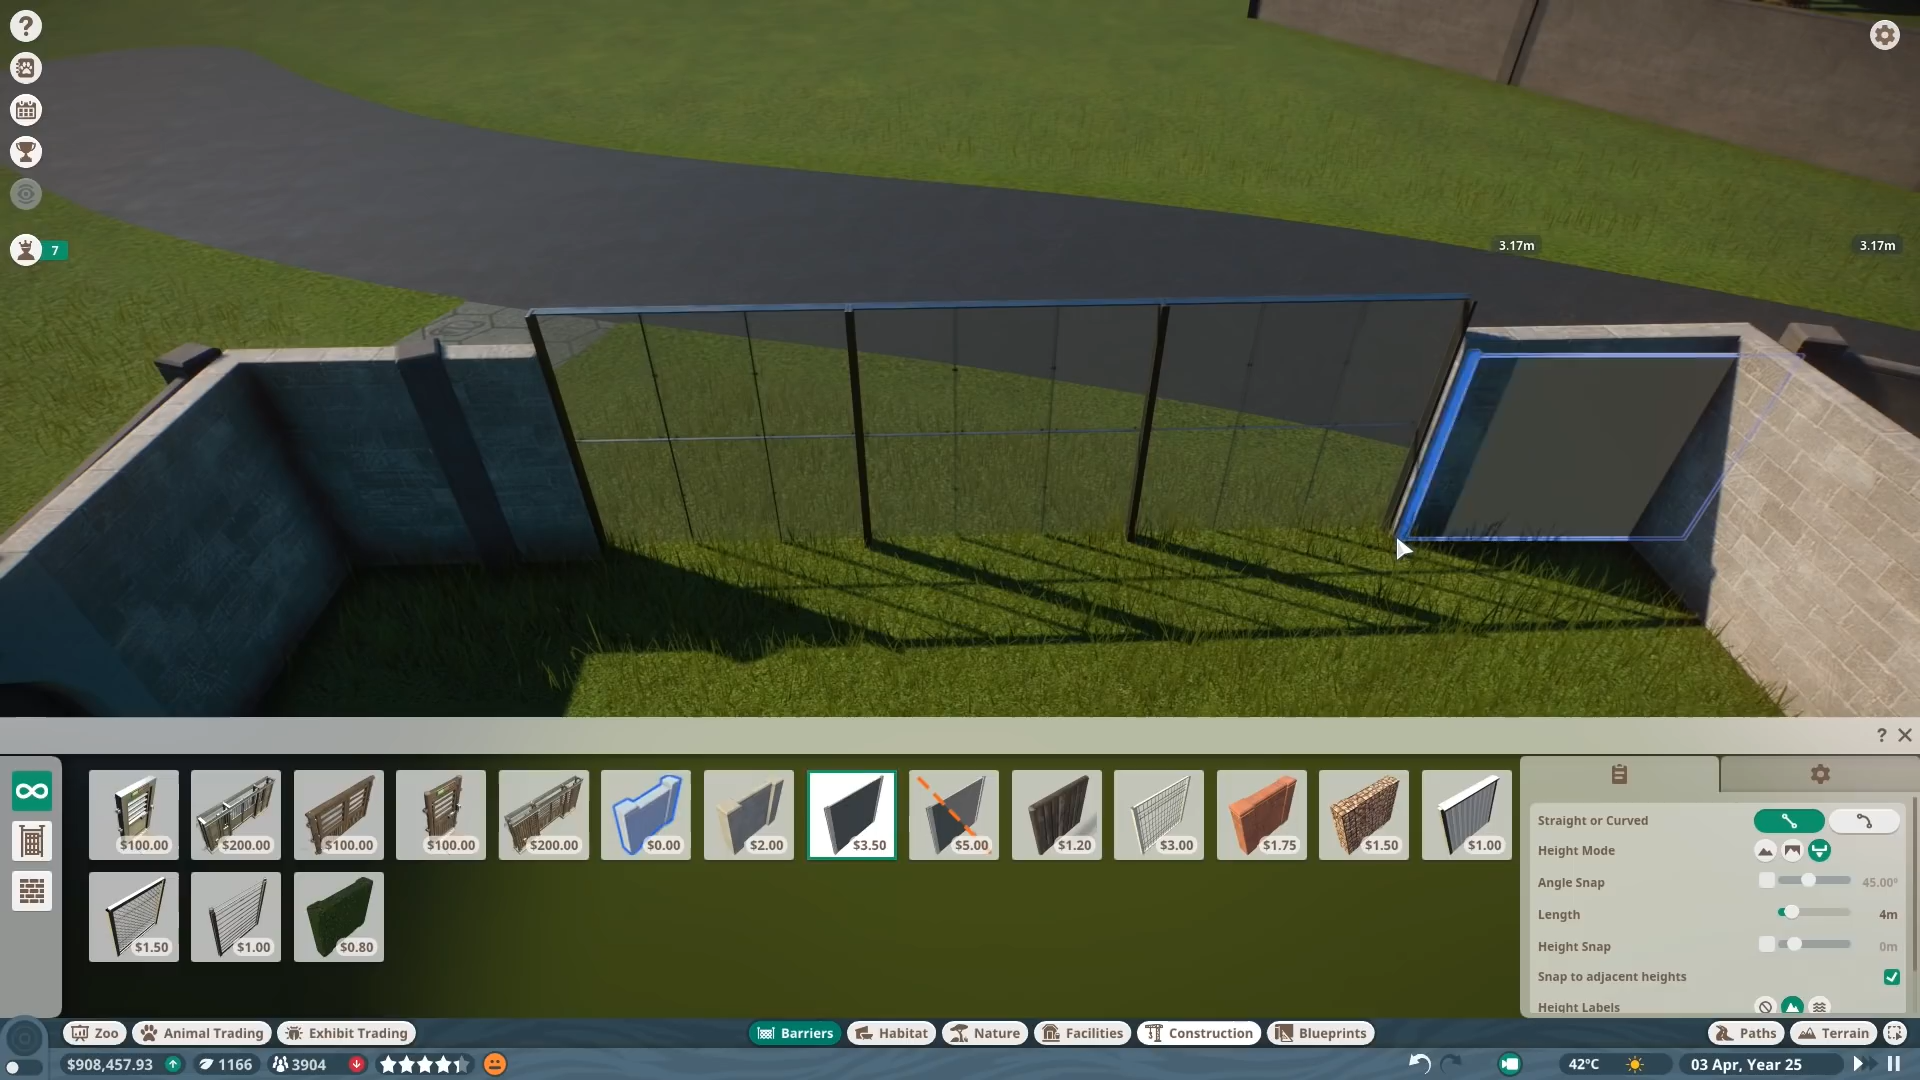 ?
7
3.17m
3.17m
?
$100.00
$200.00
$100.00
$100.00
$200.00
$0.00
$2.00
$3.50
$5.00
$1.20
$3.00
$1.75
$1.50
$1.00
$1.50
$1.00
$0.80
Straight or Curved
Height Mode
Angle Snap 45.00°
Length 4m
Height Snap 0m
Snap to adjacent heights
Height Labels
Zoo
Animal Trading
Exhibit Trading
Barriers
Habitat
Nature
Facilities
Construction
Blueprints
Paths
Terrain
$908,457.93
1166
3904
42°C
03 Apr, Year 25